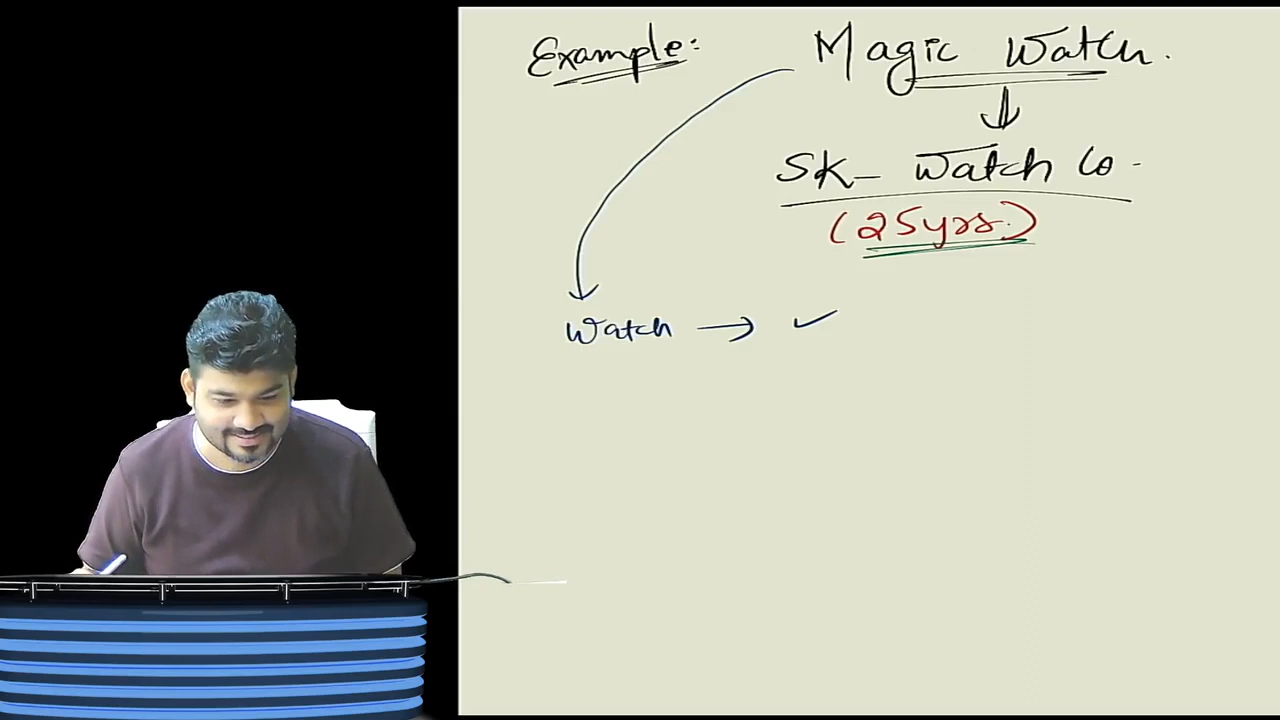 Example: Magic Watch.
SK- Watch Co.
(25yrs.)
Watch → ✓